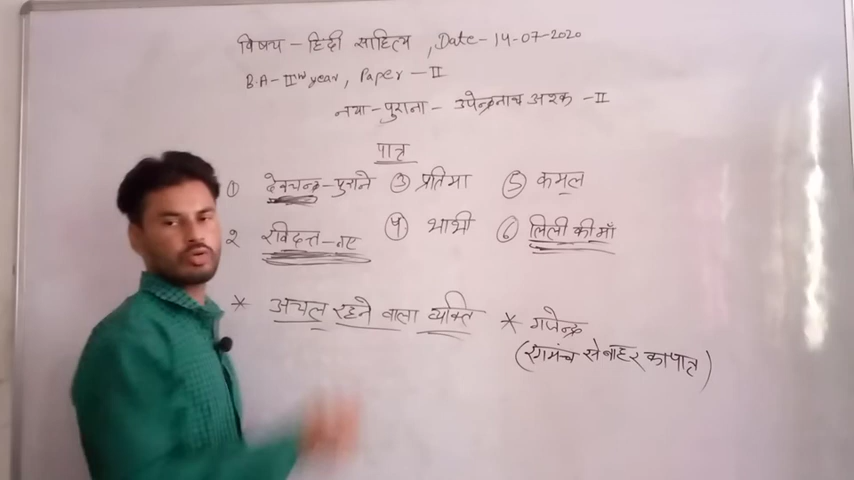 विषय - हिंदी साहित्य , Date - 14-07-2020
B.A - IInd year, Paper - II
नया - पुराना - उपेन्द्रनाथ अश्क - II
पात्र
① देवचन्द्र - पुराने ③ प्रतिमा ⑤ कमल
२ रविदत्त - नए ④ भाभी ⑥ लिली की माँ
* अचल रहने वाला व्यक्ति * गजेन्द्र
(रंगमंच से बाहर का पात्र)